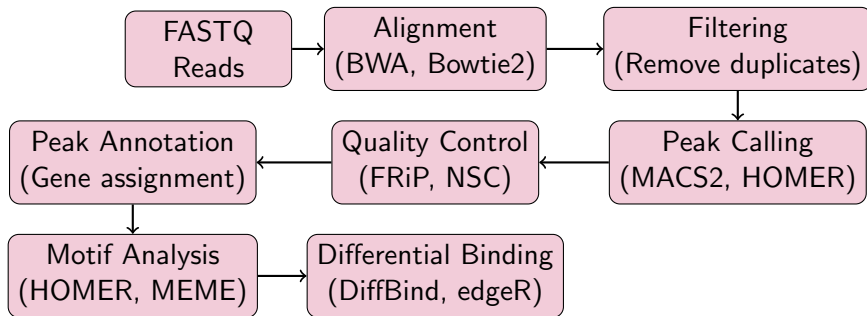 FASTQ
Reads
Alignment
(BWA, Bowtie2)
Filtering
(Remove duplicates)
Peak Calling
(MACS2, HOMER)
Quality Control
(FRiP, NSC)
Peak Annotation
(Gene assignment)
Motif Analysis
(HOMER, MEME)
Differential Binding
(DiffBind, edgeR)